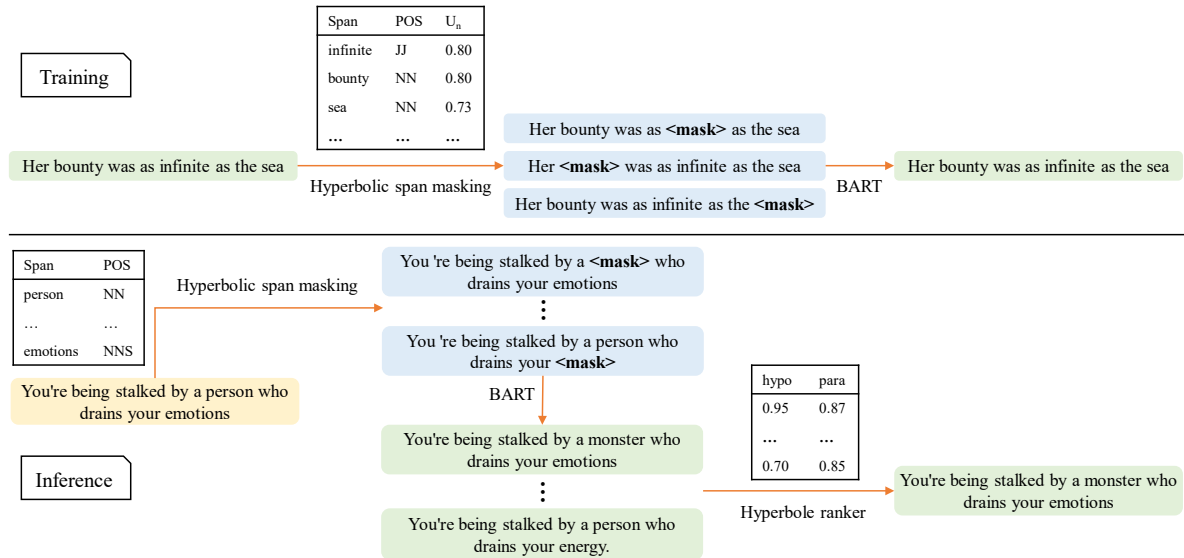 Span POS Uₙ
infinite JJ 0.80
bounty NN 0.80
sea NN 0.73
... ... ...
Training
Her bounty was as infinite as the sea
Hyperbolic span masking
Her bounty was as <mask> as the sea
Her <mask> was as infinite as the sea
Her bounty was as infinite as the <mask>
BART
Her bounty was as infinite as the sea
Span POS
person NN
... ...
emotions NNS
You're being stalked by a person who
drains your emotions
Hyperbolic span masking
You 're being stalked by a <mask> who
drains your emotions
⋮
You 're being stalked by a person who
drains your <mask>
BART
You're being stalked by a monster who
drains your emotions
⋮
You're being stalked by a person who
drains your energy.
Inference
hypo para
0.95 0.87
... ...
0.70 0.85
Hyperbole ranker
You're being stalked by a monster who
drains your emotions